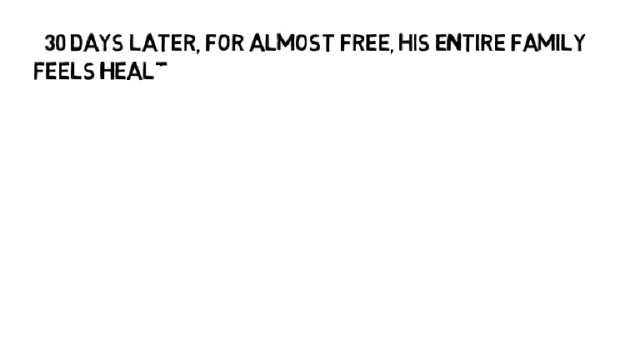 30 DAYS LATER, FOR ALMOST FREE, HIS ENTIRE FAMILY
FEELS HEAL